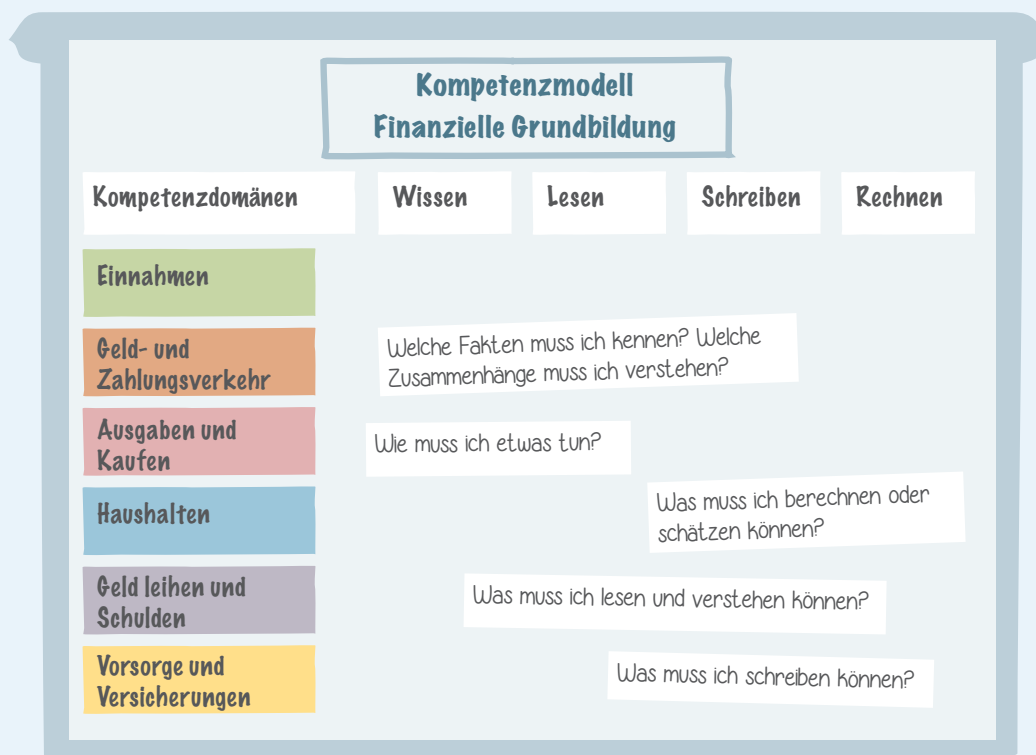 Kompetenzmodell
Finanzielle Grundbildung
Kompetenzdomänen
Wissen
Lesen
Schreiben
Rechnen
Einnahmen
Geld- und
Zahlungsverkehr
Welche Fakten muss ich kennen? Welche
Zusammenhänge muss ich verstehen?
Ausgaben und
Kaufen
Wie muss ich etwas tun?
Haushalten
Was muss ich berechnen oder
schätzen können?
Geld leihen und
Schulden
Was muss ich lesen und verstehen können?
Vorsorge und
Versicherungen
Was muss ich schreiben können?